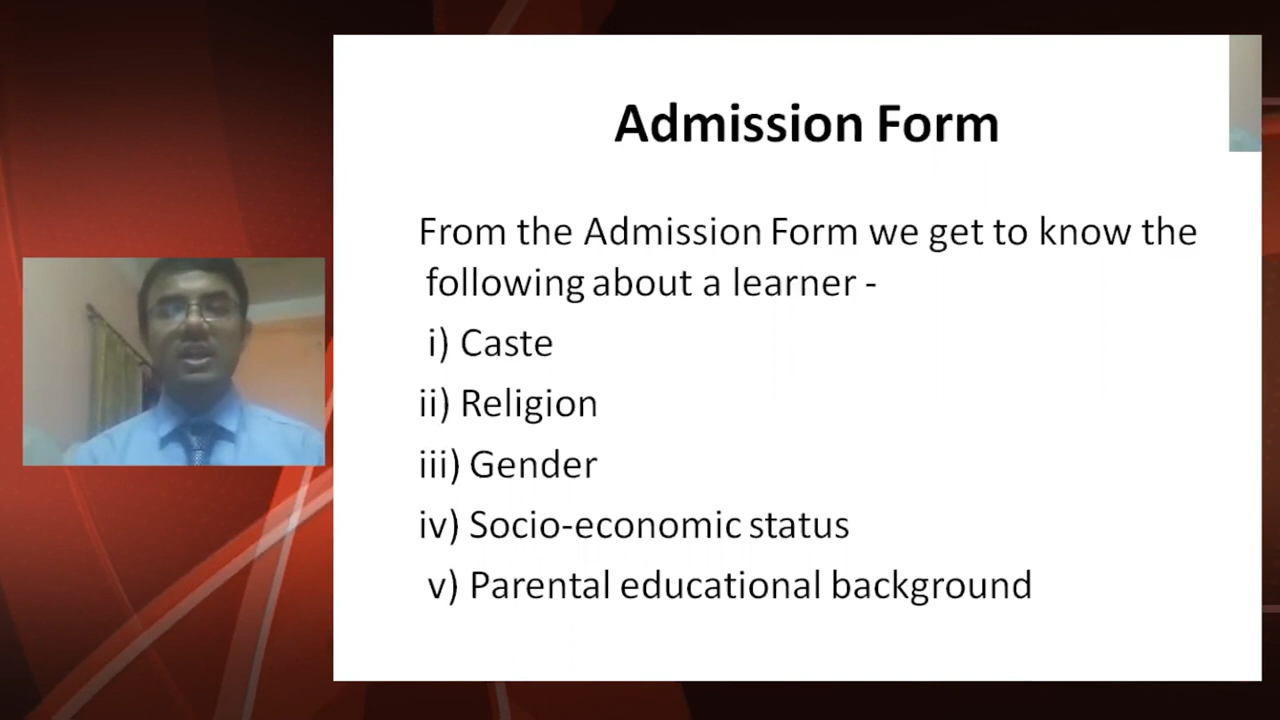 Admission Form
From the Admission Form we get to know the
following about a learner -
i) Caste
ii) Religion
iii) Gender
iv) Socio-economic status
v) Parental educational background